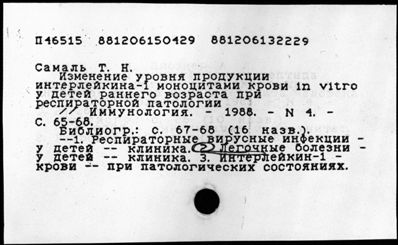 П46515 881206150429 881206132229
Самаль Т. Н.
Изменение уровня продукции
интерлейкина-1 моноцитами крови in vitro
у детей раннего возраста при
респираторной патологии
// Иммунология. - 1988. - N 4. -
С. 65-68.
Библиогр.: с. 67-68 (16 назв.).
--1. Респираторные вирусные инфекции -
у детей -- клиника. 2. Легочные болезни -
у детей -- клиника. 3. интерлейкин-1 -
крови -- при патологических состояниях.